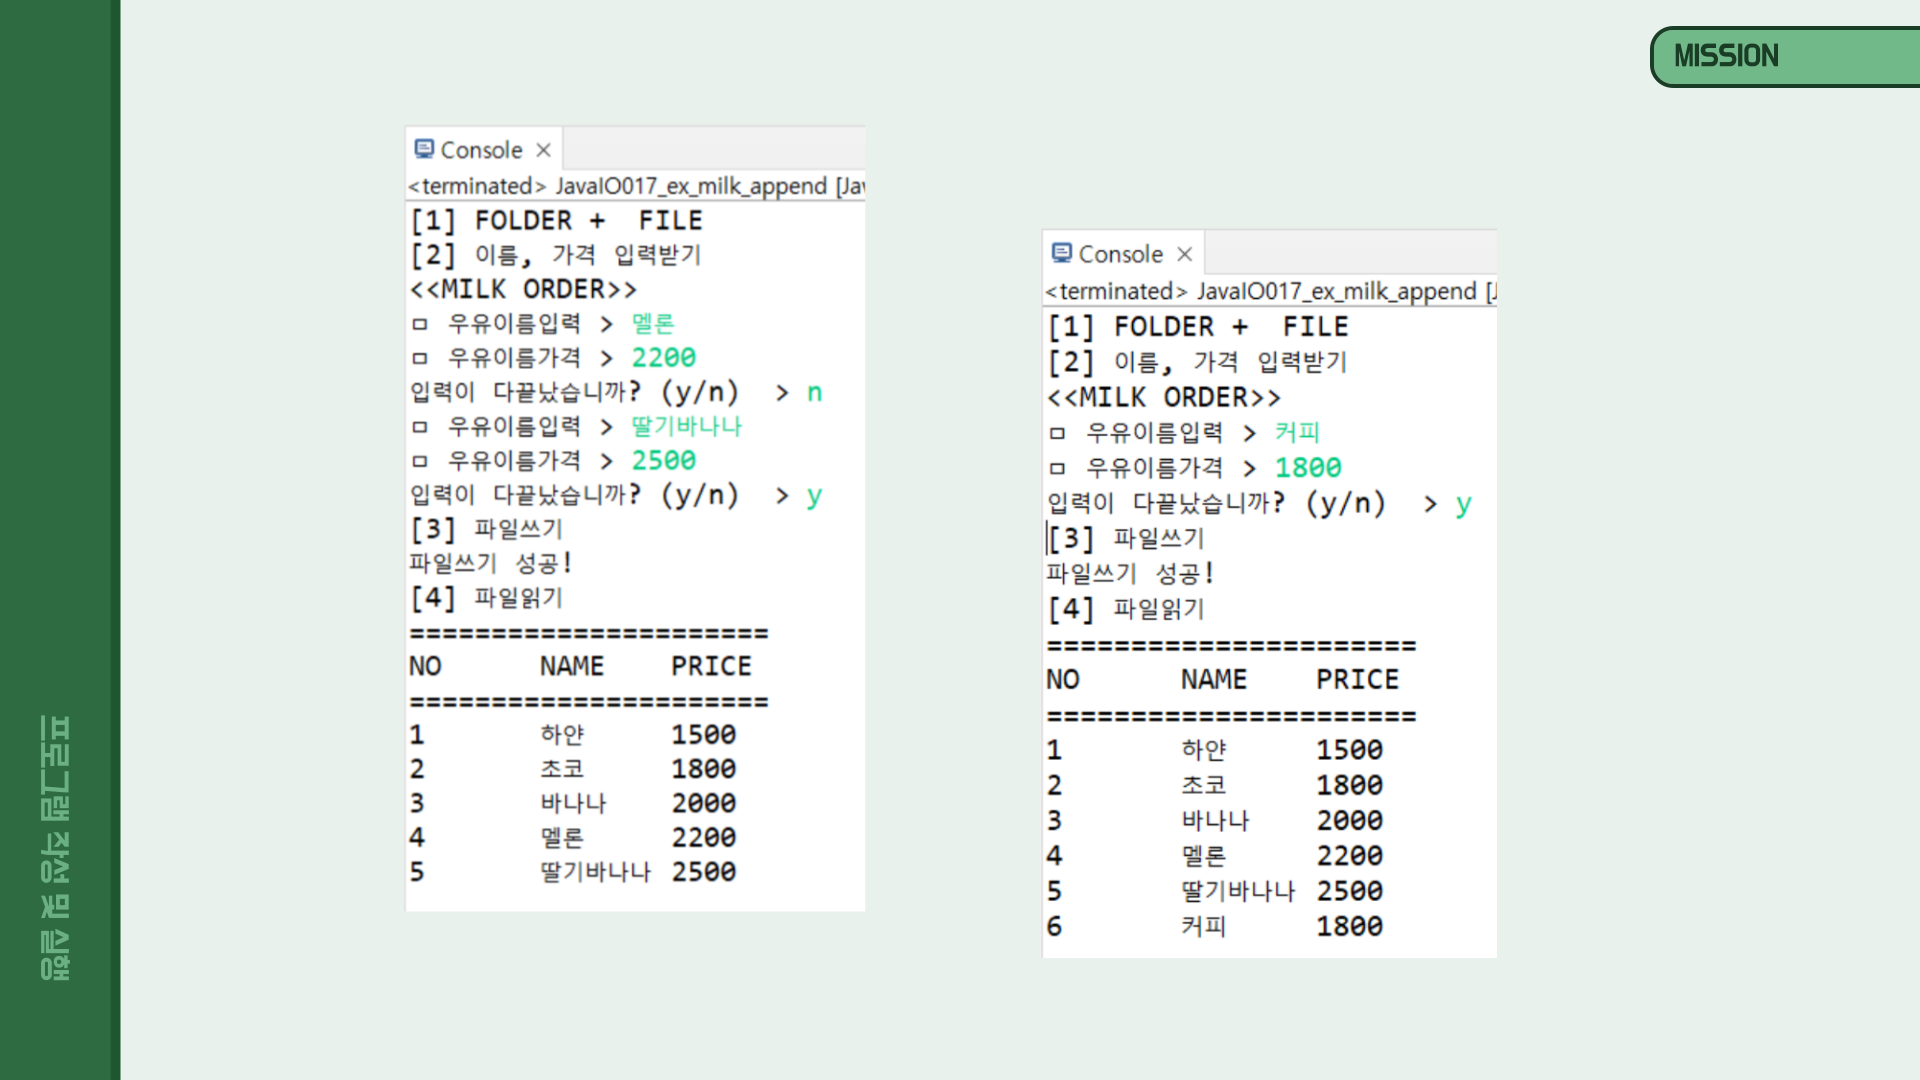 MISSION
프로그램 작성 및 실행
Console
<terminated> JavaIO017_ex_milk_append [Jav
[1] FOLDER +  FILE
[2] 이름, 가격 입력받기
<<MILK ORDER>>
ㅁ 우유이름입력 > 멜론
ㅁ 우유이름가격 > 2200
입력이 다끝났습니까? (y/n)  > n
ㅁ 우유이름입력 > 딸기바나나
ㅁ 우유이름가격 > 2500
입력이 다끝났습니까? (y/n)  > y
[3] 파일쓰기
파일쓰기 성공!
[4] 파일읽기
======================
NO NAME PRICE
======================
1 하얀 1500
2 초코 1800
3 바나나 2000
4 멜론 2200
5 딸기바나나 2500
Console
<terminated> JavaIO017_ex_milk_append [J
[1] FOLDER +  FILE
[2] 이름, 가격 입력받기
<<MILK ORDER>>
ㅁ 우유이름입력 > 커피
ㅁ 우유이름가격 > 1800
입력이 다끝났습니까? (y/n)  > y
[3] 파일쓰기
파일쓰기 성공!
[4] 파일읽기
======================
NO NAME PRICE
======================
1 하얀 1500
2 초코 1800
3 바나나 2000
4 멜론 2200
5 딸기바나나 2500
6 커피 1800